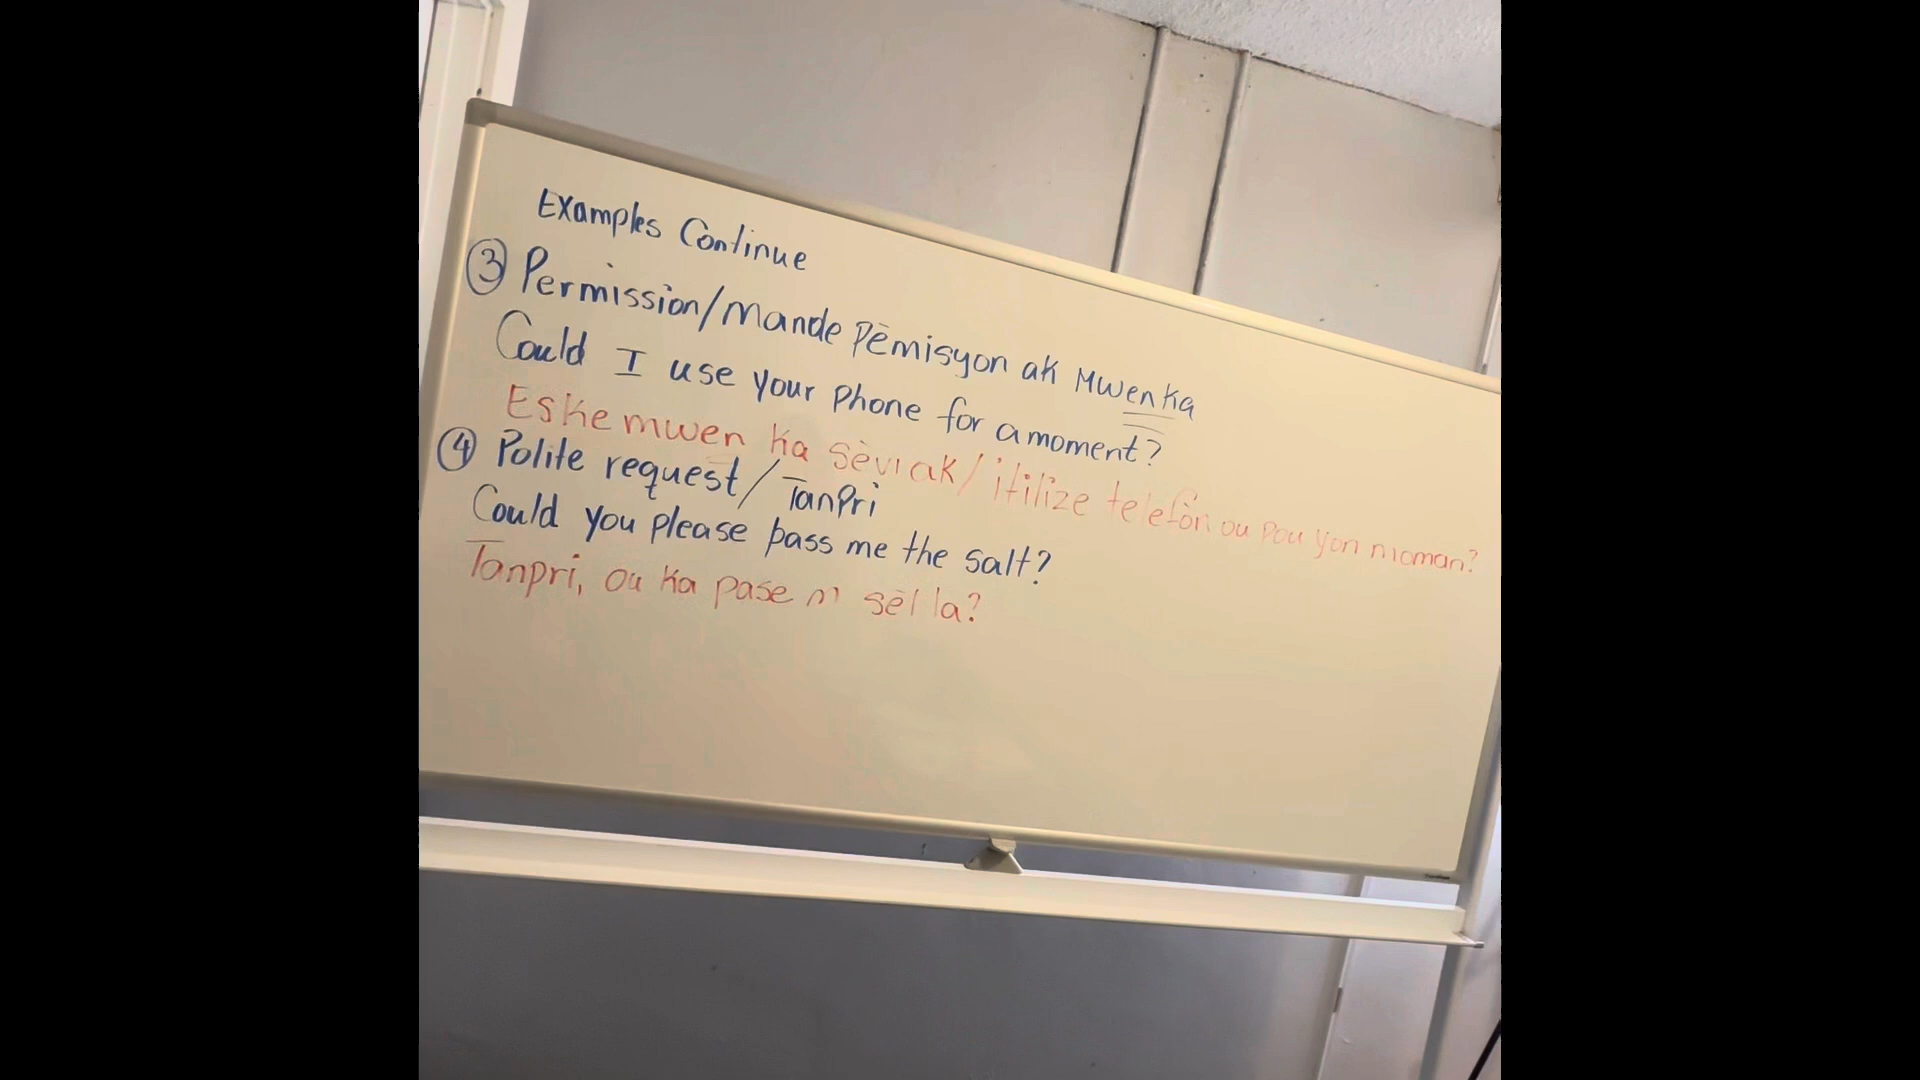 Examples Continue
③ Permission/Mande Pèmisyon ak Mwen ka
Could I use your phone for a moment?
Eske mwen ka sèvi ak/itilize telefòn ou pou yon moman?
④ Polite request/Tanpri
Could you please pass me the salt?
Tanpri, ou ka pase m sèl la?